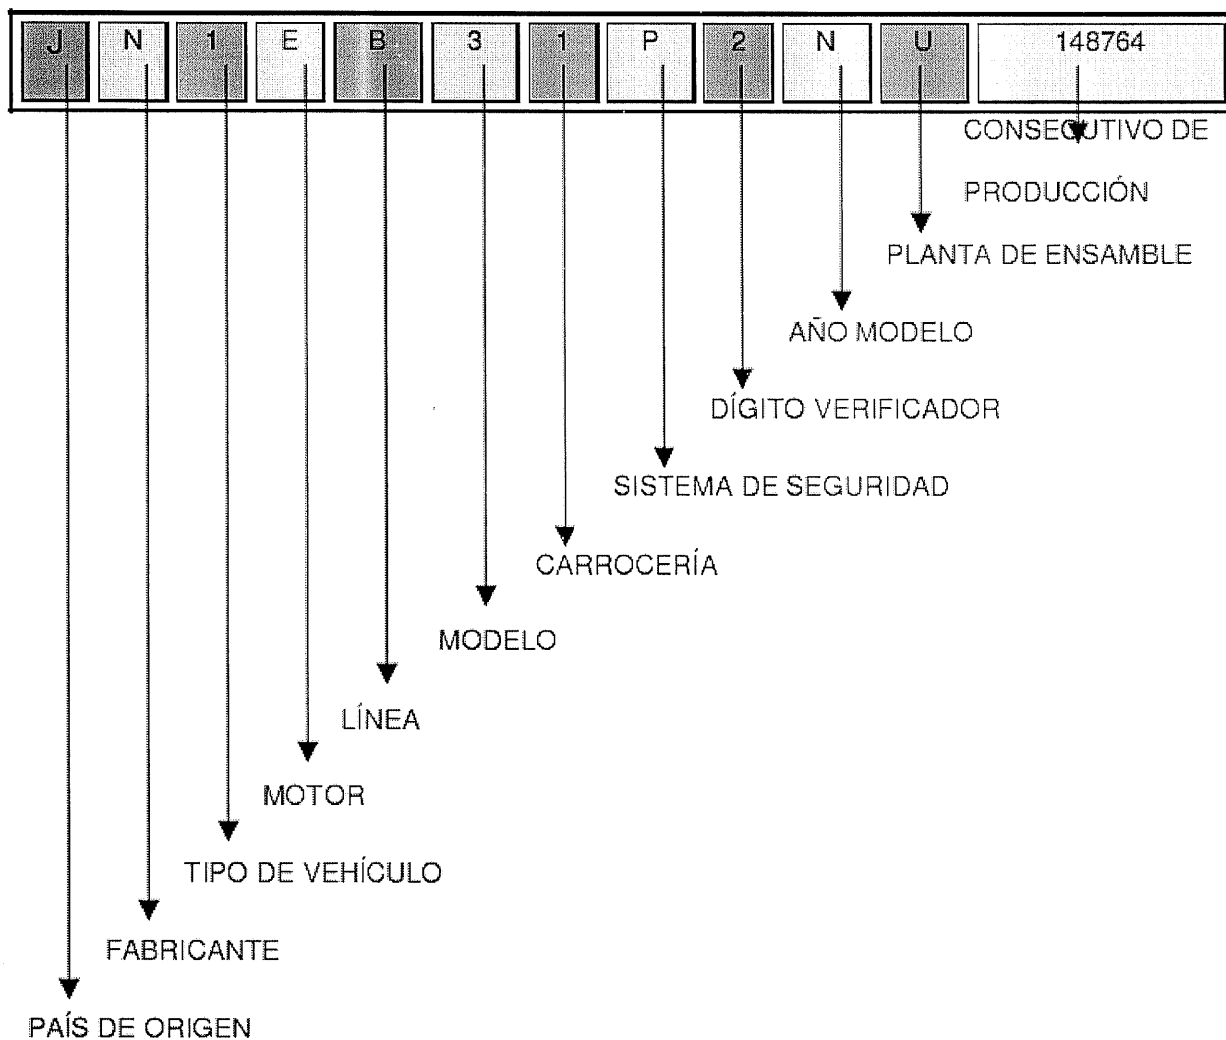 J N 1 E B 3 1 P 2 N U 148764
CONSECUTIVO DE
PRODUCCIÓN
PLANTA DE ENSAMBLE
AÑO MODELO
DÍGITO VERIFICADOR
SISTEMA DE SEGURIDAD
CARROCERÍA
MODELO
LÍNEA
MOTOR
TIPO DE VEHÍCULO
FABRICANTE
PAÍS DE ORIGEN